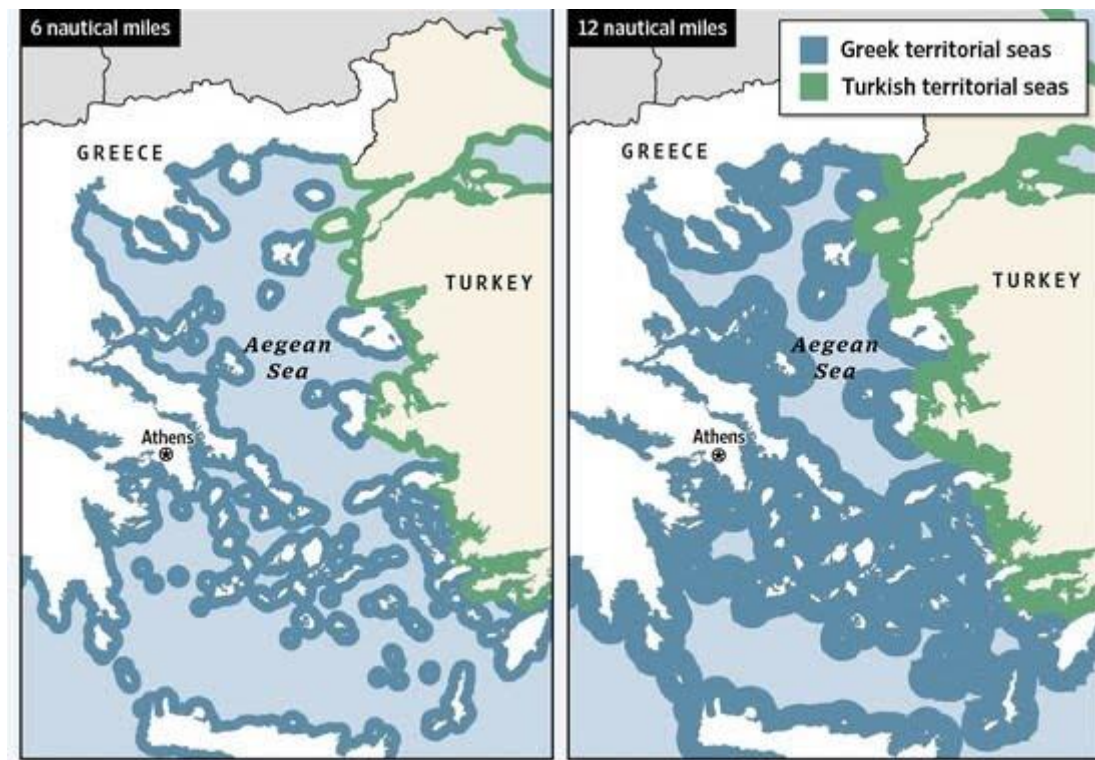 6 nautical miles
GREECE
TURKEY
Aegean
Sea
Athens
12 nautical miles
Greek territorial seas
Turkish territorial seas
GREECE
TURKEY
Aegean
Sea
Athens